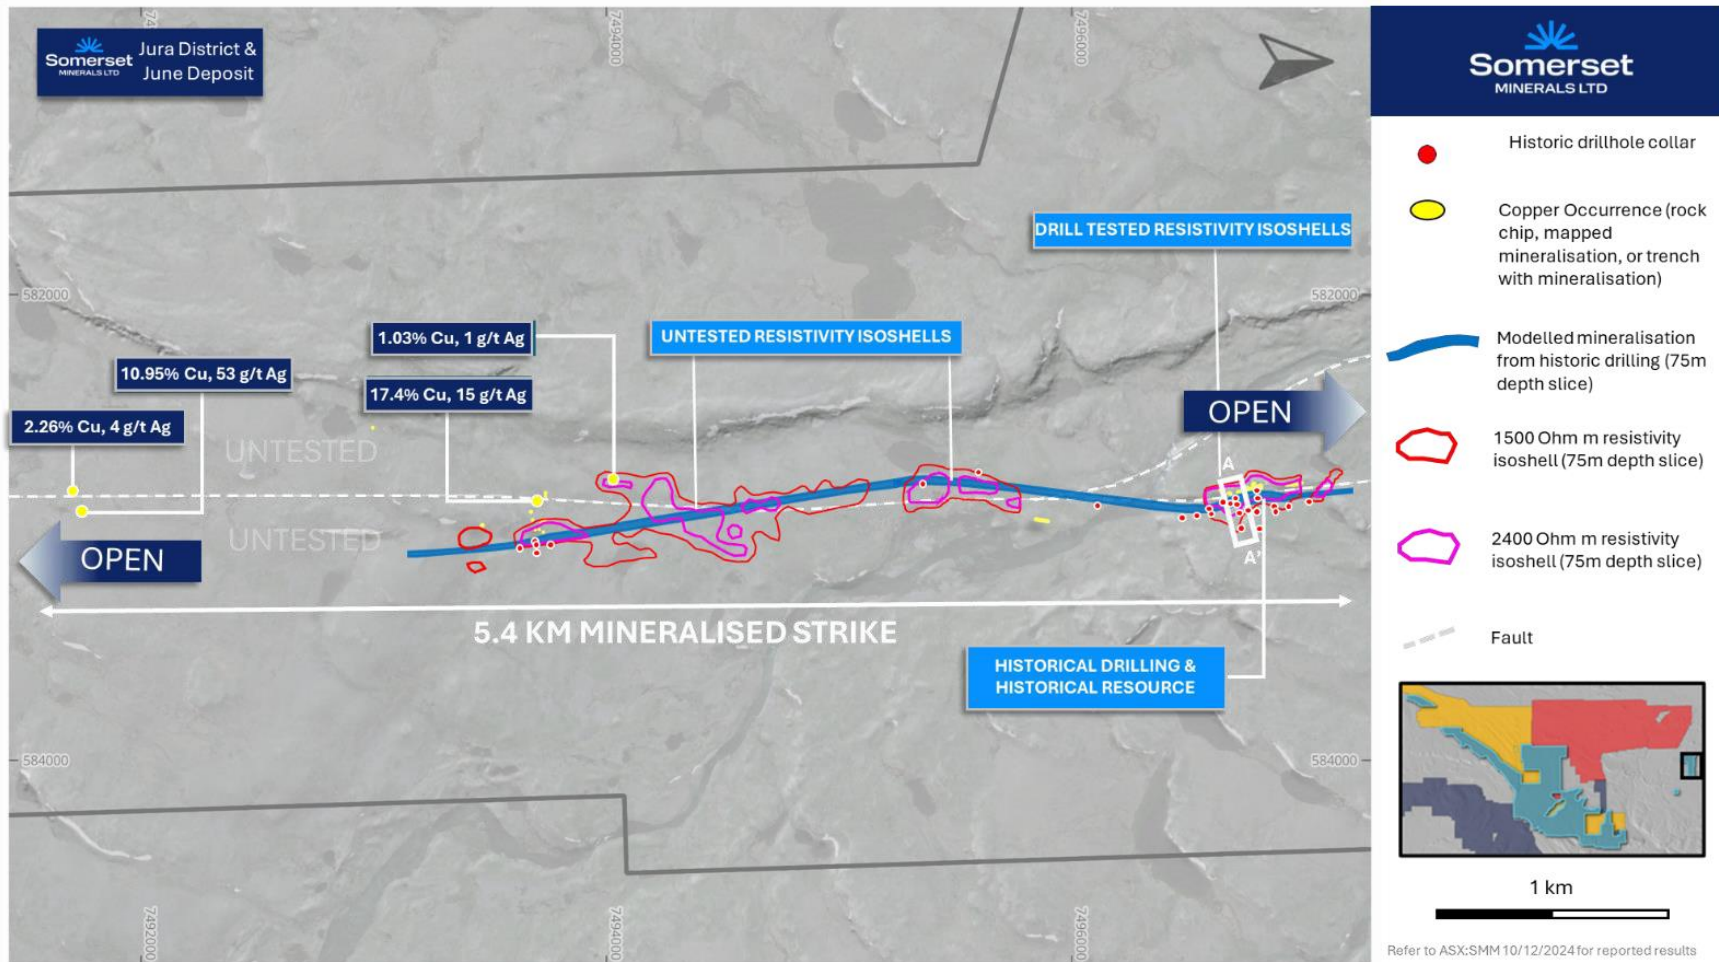 Somerset
MINERALS LTD
Jura District &
June Deposit
7494000
7496000
Somerset
MINERALS LTD
Historic drillhole collar
Copper Occurrence (rock
chip, mapped
mineralisation, or trench
with mineralisation)
Modelled mineralisation
from historic drilling (75m
depth slice)
1500 Ohm m resistivity
isoshell (75m depth slice)
2400 Ohm m resistivity
isoshell (75m depth slice)
Fault
1 km
Refer to ASX:SMM 10/12/2024 for reported results
DRILL TESTED RESISTIVITY ISOSHELLS
582000
582000
1.03% Cu, 1 g/t Ag
UNTESTED RESISTIVITY ISOSHELLS
10.95% Cu, 53 g/t Ag
17.4% Cu, 15 g/t Ag
2.26% Cu, 4 g/t Ag
OPEN
UNTESTED
A
UNTESTED
OPEN
A'
5.4 KM MINERALISED STRIKE
HISTORICAL DRILLING &
HISTORICAL RESOURCE
584000
584000
7492000
7494000
7496000